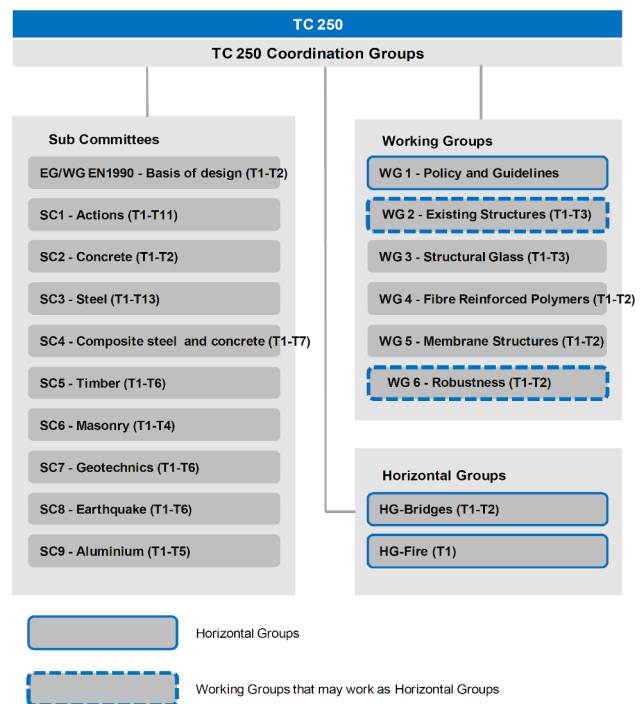 TC 250
TC 250 Coordination Groups
Sub Committees
EG/WG EN1990 - Basis of design (T1-T2)
SC1 - Actions (T1-T11)
SC2 - Concrete (T1-T2)
SC3 - Steel (T1-T13)
SC4 - Composite steel and concrete (T1-T7)
SC5 - Timber (T1-T6)
SC6 - Masonry (T1-T4)
SC7 - Geotechnics (T1-T6)
SC8 - Earthquake (T1-T6)
SC9 - Aluminium (T1-T5)
Working Groups
WG 1 - Policy and Guidelines
WG 2 - Existing Structures (T1-T3)
WG 3 - Structural Glass (T1-T3)
WG 4 - Fibre Reinforced Polymers (T1-T2)
WG 5 - Membrane Structures (T1-T2)
WG 6 - Robustness (T1-T2)
Horizontal Groups
HG-Bridges (T1-T2)
HG-Fire (T1)
Horizontal Groups
Working Groups that may work as Horizontal Groups